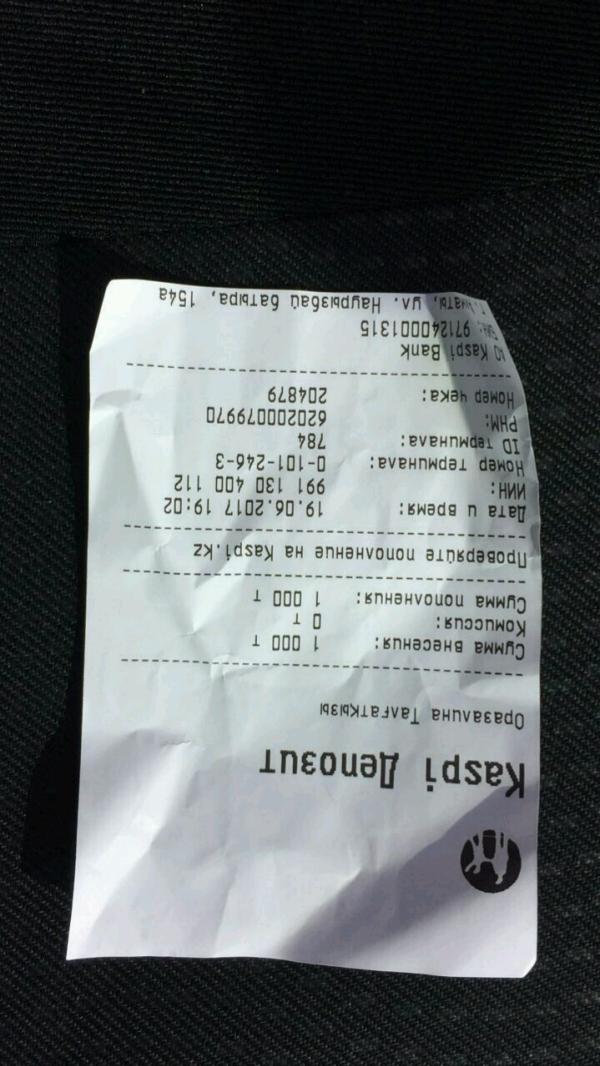 Kaspi Депозит
Оразалина Талғатқызы
Сумма внесения: 1 000 т
Комиссия: 0 т
Сумма пополнения: 1 000 т
Проверяйте пополнение на Kaspi.kz
Дата и время: 19.06.2017 19:02
ИИН: 991 130 400 112
Номер терминала: 0-101-246-3
ID терминала: 784
РНМ: 620200079970
Номер чека: 204879
АО Kaspi Bank
БИН: 971240001315
г. Алматы, ул. Наурызбай батыра, 154а